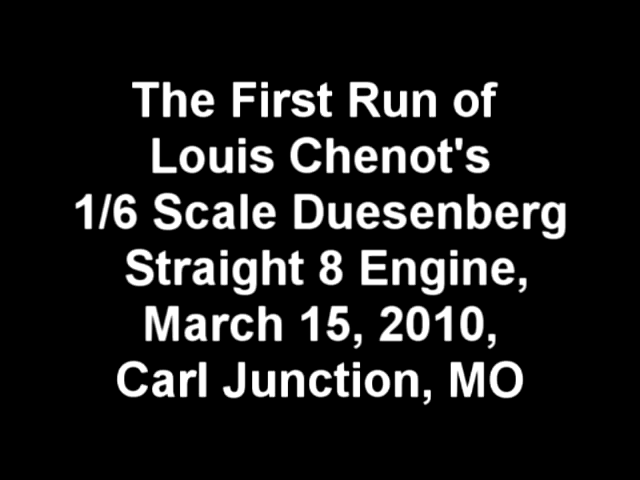 The First Run of
Louis Chenot's
1/6 Scale Duesenberg
Straight 8 Engine,
March 15, 2010,
Carl Junction, MO